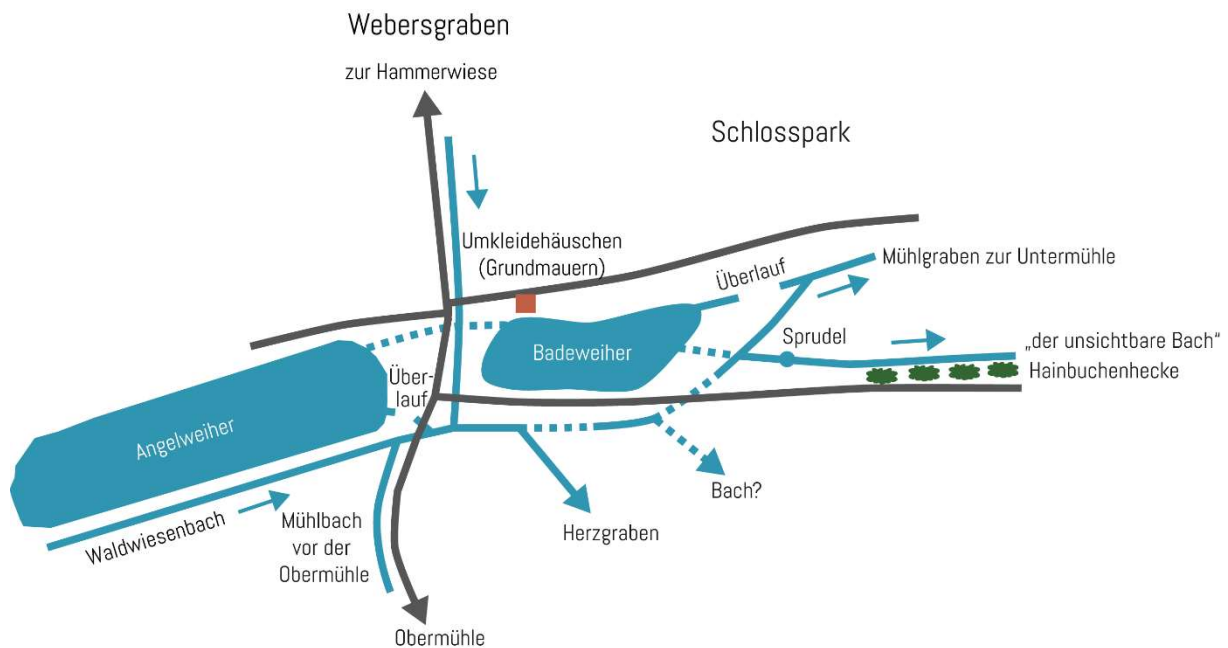 Webersgraben
zur Hammerwiese
Schlosspark
Umkleidehäuschen
(Grundmauern)
Überlauf
Mühlgraben zur Untermühle
Sprudel
„der unsichtbare Bach“
Hainbuchenhecke
Badeweiher
Über-
lauf
Angelweiher
Bach?
Waldwiesenbach
Mühlbach
vor der
Obermühle
Herzgraben
Obermühle